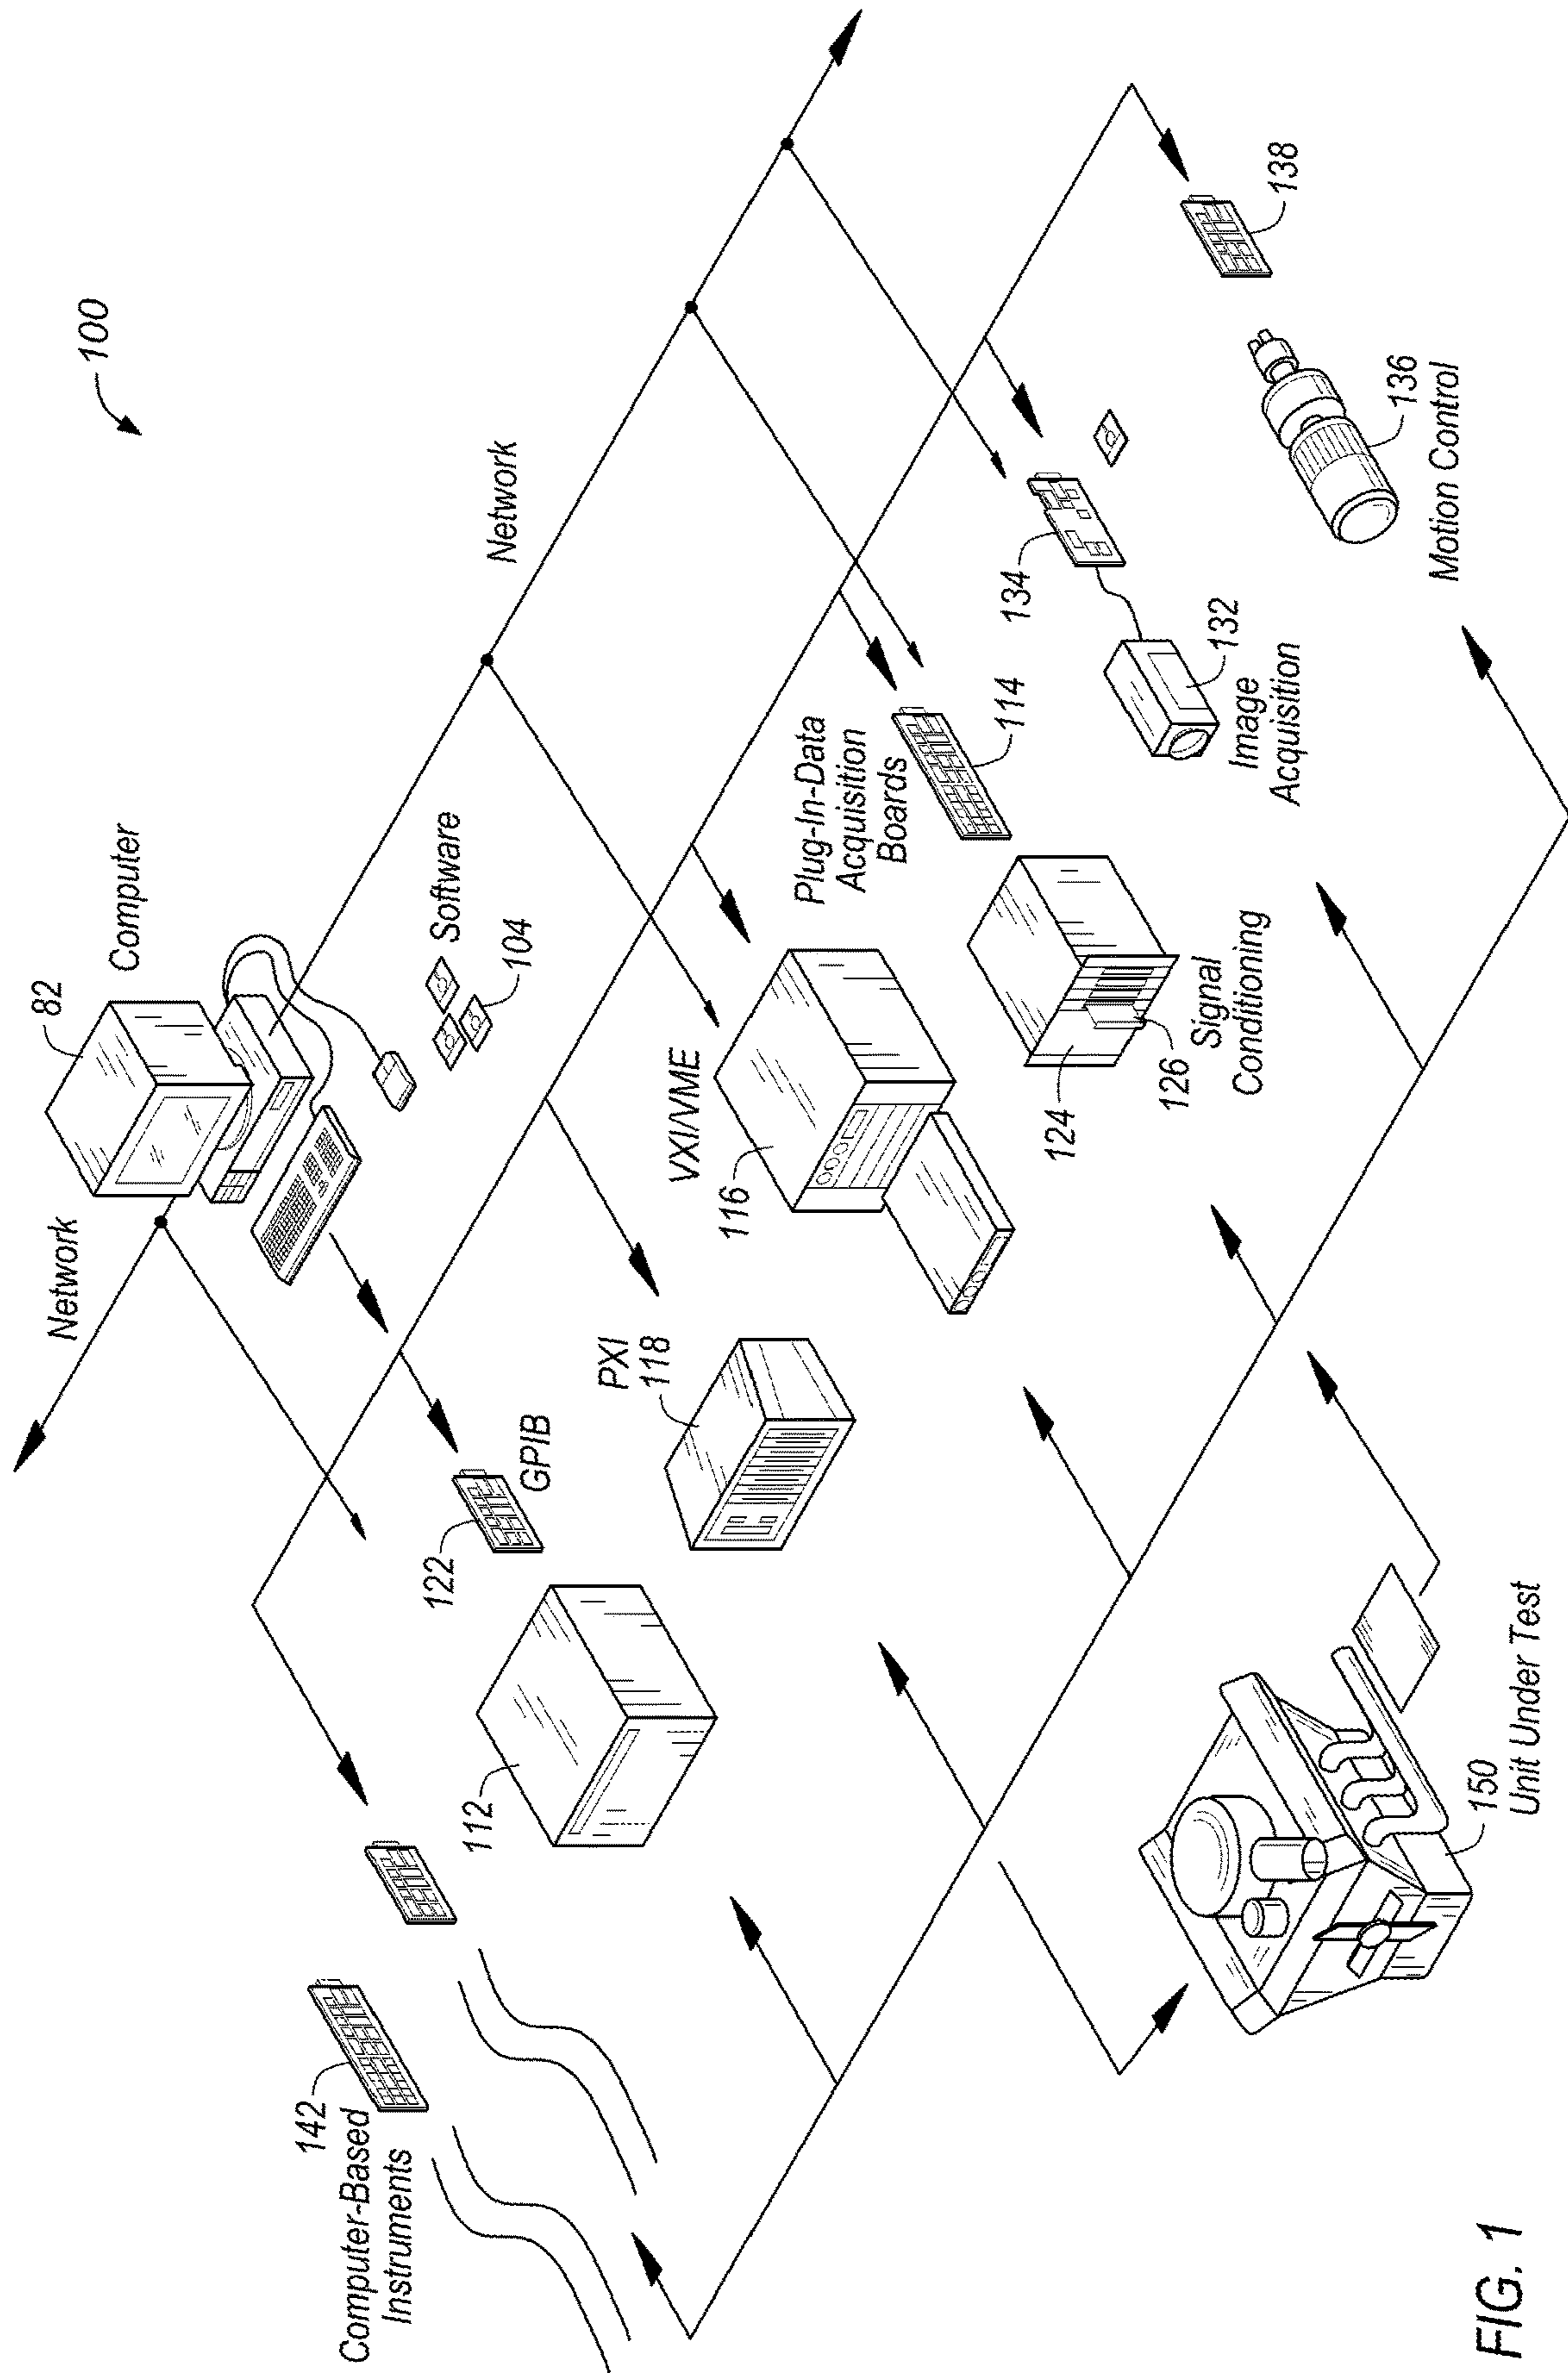 100
Network
82
Computer
Network
Software
104
142
Computer-Based
Instruments
122
GPIB
112
PXI
118
VXI/VME
116
Plug-In-Data
Acquisition
Boards
114
134
138
124
126
Signal
Conditioning
132
Image
Acquisition
136
Motion Control
150
Unit Under Test
FIG. 1